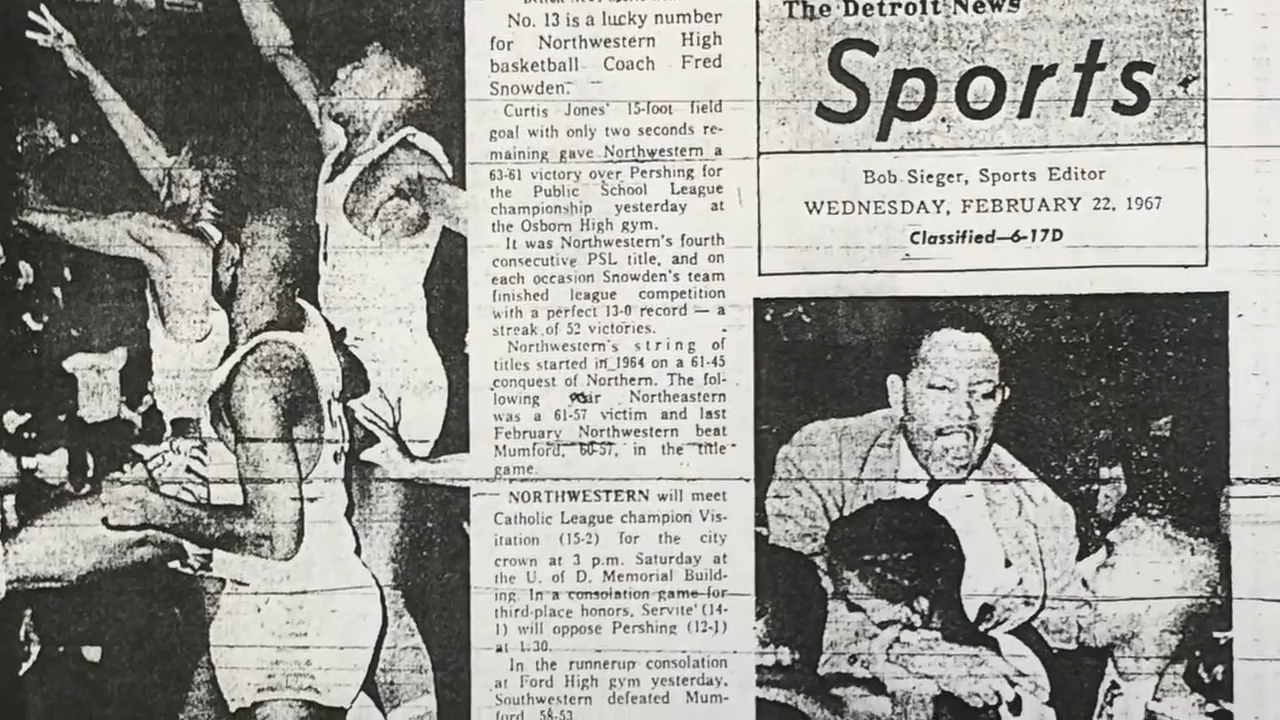 No. 13 is a lucky number
for Northwestern High
basketball Coach Fred
Snowden.
Curtis Jones' 15-foot field
goal with only two seconds re-
maining gave Northwestern a
63-61 victory over Pershing for
the Public School League
championship yesterday at
the Osborn High gym.
It was Northwestern's fourth
consecutive PSL title, and on
each occasion Snowden's team
finished league competition
with a perfect 13-0 record — a
streak of 52 victories.
Northwestern's string of
titles started in 1964 on a 61-45
conquest of Northern. The fol-
lowing year Northeastern
was a 61-57 victim and last
February Northwestern beat
Mumford, 60-57, in the title
game.
NORTHWESTERN will meet
Catholic League champion Vis-
itation (15-2) for the city
crown at 3 p.m. Saturday at
the U. of D. Memorial Build-
ing. In a consolation game for
third-place honors, Servite (14-
1) will oppose Pershing (12-1)
at 1:30.
In the runnerup consolation
at Ford High gym yesterday,
Southwestern defeated Mum-
ford, 58-53.
The Detroit News
Sports
Bob Sieger, Sports Editor
WEDNESDAY, FEBRUARY 22, 1967
Classified—6-17D